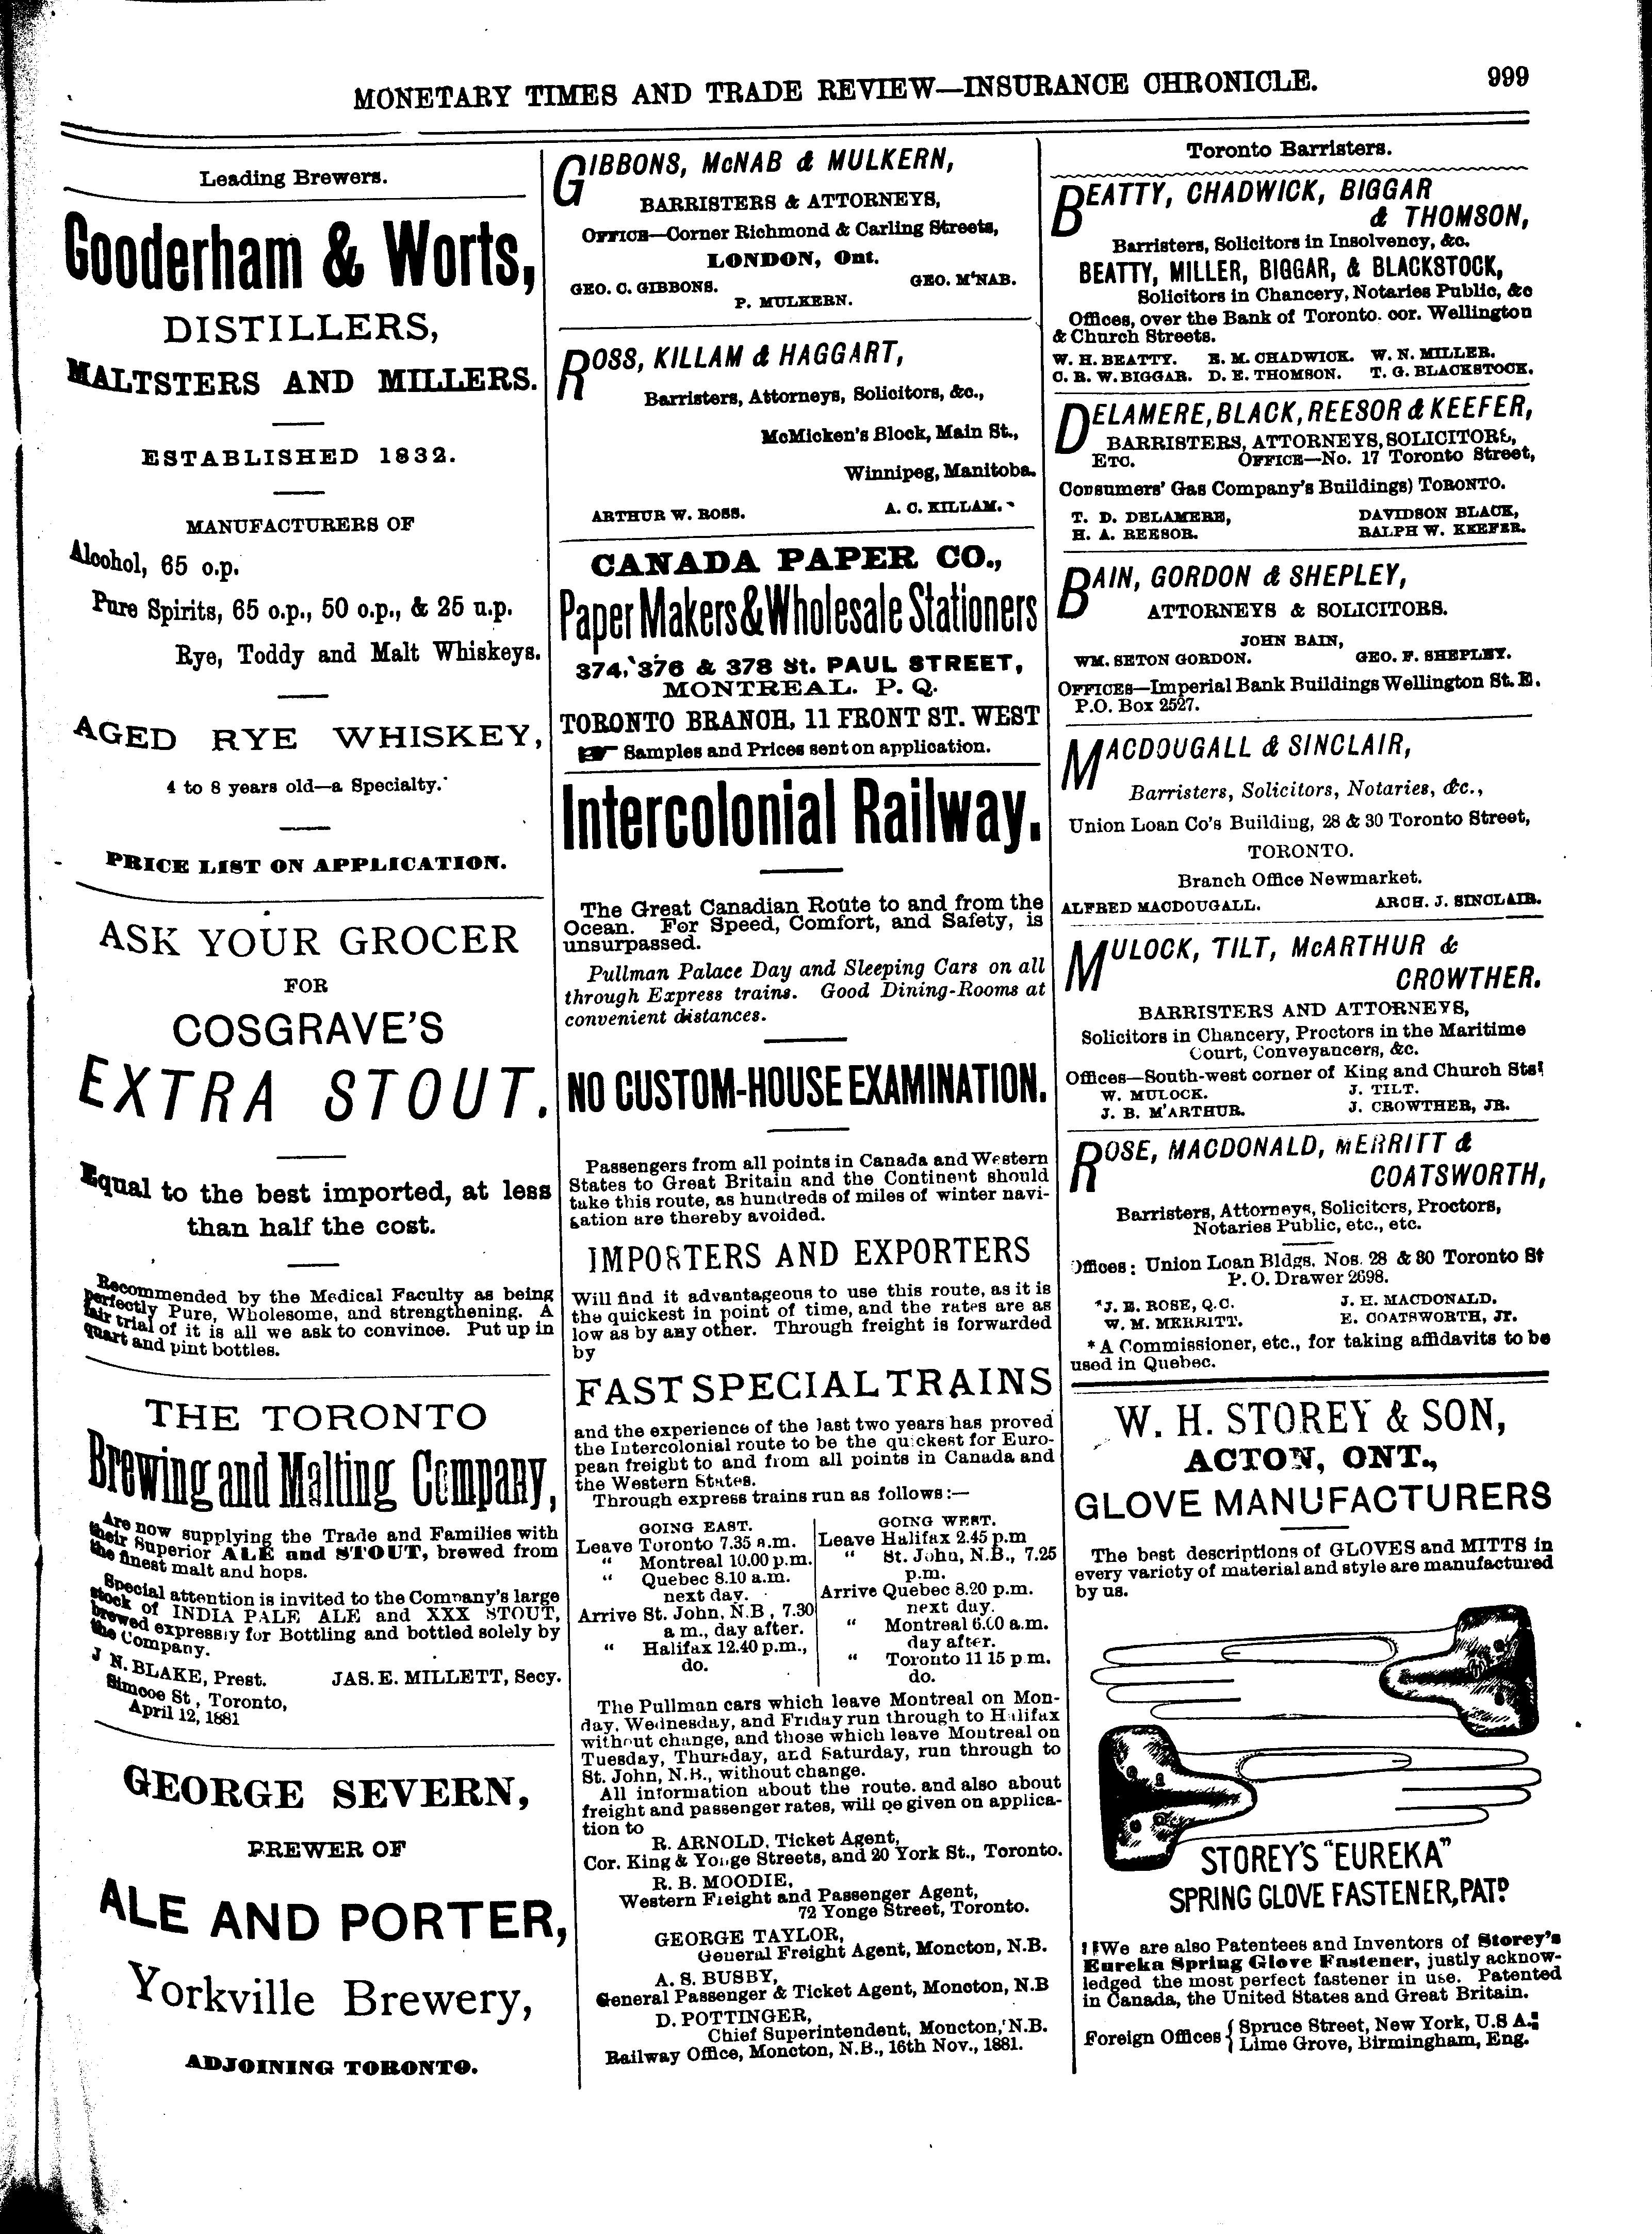 MONETARY TIMES AND TRADE REVIEW—INSURANCE CHRONICLE.
999
Leading Brewers.
Gooderham & Worts,
DISTILLERS,
MALTSTERS AND MILLERS.
ESTABLISHED 1832.
MANUFACTURERS OF
Alcohol, 65 o.p.
Pure Spirits, 65 o.p., 50 o.p., & 25 u.p.
Rye, Toddy and Malt Whiskeys.
AGED RYE WHISKEY,
4 to 8 years old—a Specialty.
PRICE LIST ON APPLICATION.
ASK YOUR GROCER
FOR
COSGRAVE'S
EXTRA STOUT.
Equal to the best imported, at less
than half the cost.
Recommended by the Medical Faculty as being
perfectly Pure, Wholesome, and strengthening. A
fair trial of it is all we ask to convince. Put up in
quart and pint bottles.
THE TORONTO
Brewing and Malting Company,
Are now supplying the Trade and Families with
their Superior ALE and STOUT, brewed from
the finest malt and hops.
Special attention is invited to the Company's large
stock of INDIA PALE ALE and XXX STOUT,
brewed expressly for Bottling and bottled solely by
the Company.
J N. BLAKE, Prest. JAS. E. MILLETT, Secy.
Simcoe St, Toronto,
April 12, 1881
GEORGE SEVERN,
BREWER OF
ALE AND PORTER,
Yorkville Brewery,
ADJOINING TORONTO.
GIBBONS, McNAB & MULKERN,
BARRISTERS & ATTORNEYS,
OFFICE—Corner Richmond & Carling Streets,
LONDON, Ont.
GEO. C. GIBBONS. GEO. M'NAB.
P. MULKERN.
ROSS, KILLAM & HAGGART,
Barristers, Attorneys, Solicitors, &c.,
McMicken's Block, Main St.,
Winnipeg, Manitoba.
ARTHUR W. ROSS. A. C. KILLAM.
CANADA PAPER CO.,
Paper Makers & Wholesale Stationers
374, 376 & 378 St. PAUL STREET,
MONTREAL. P. Q.
TORONTO BRANCH, 11 FRONT ST. WEST
Samples and Prices sent on application.
Intercolonial Railway.
The Great Canadian Route to and from the
Ocean. For Speed, Comfort, and Safety, is
unsurpassed.
Pullman Palace Day and Sleeping Cars on all
through Express trains. Good Dining-Rooms at
convenient distances.
NO CUSTOM-HOUSE EXAMINATION.
Passengers from all points in Canada and Western
States to Great Britain and the Continent should
take this route, as hundreds of miles of winter navi-
gation are thereby avoided.
IMPORTERS AND EXPORTERS
Will find it advantageous to use this route, as it is
the quickest in point of time, and the rates are as
low as by any other. Through freight is forwarded
by
FAST SPECIAL TRAINS
and the experience of the last two years has proved
the Intercolonial route to be the quickest for Euro-
pean freight to and from all points in Canada and
the Western States.
Through express trains run as follows:—
GOING EAST.
Leave Toronto 7.35 a.m.
“ Montreal 10.00 p.m.
“ Quebec 8.10 a.m.
next day.
Arrive St. John, N.B, 7.30
a m., day after.
“ Halifax 12.40 p.m.,
do.
GOING WEST.
Leave Halifax 2.45 p.m
“ St. John, N.B., 7.25
p.m.
Arrive Quebec 8.20 p.m.
next day.
“ Montreal 6.00 a.m.
day after.
“ Toronto 11 15 p.m.
do.
The Pullman cars which leave Montreal on Mon-
day, Wednesday, and Friday run through to Halifax
without change, and those which leave Montreal on
Tuesday, Thursday, and Saturday, run through to
St. John, N.B., without change.
All information about the route. and also about
freight and passenger rates, will be given on applica-
tion to
R. ARNOLD, Ticket Agent,
Cor. King & Yonge Streets, and 20 York St., Toronto.
R. B. MOODIE,
Western Freight and Passenger Agent,
72 Yonge Street, Toronto.
GEORGE TAYLOR,
General Freight Agent, Moncton, N.B.
A. S. BUSBY,
General Passenger & Ticket Agent, Moncton, N.B
D. POTTINGER,
Chief Superintendent, Moncton, N.B.
Railway Office, Moncton, N.B., 16th Nov., 1881.
Toronto Barristers.
BEATTY, CHADWICK, BIGGAR
& THOMSON,
Barristers, Solicitors in Insolvency, &c.
BEATTY, MILLER, BIGGAR, & BLACKSTOCK,
Solicitors in Chancery, Notaries Public, &c
Offices, over the Bank of Toronto. cor. Wellington
& Church Streets.
W. H. BEATTY. E. M. CHADWICK. W. N. MILLER.
C. R. W. BIGGAR. D. E. THOMSON. T. G. BLACKSTOCK.
DELAMERE, BLACK, REESOR & KEEFER,
BARRISTERS, ATTORNEYS, SOLICITORS,
ETC. OFFICE—No. 17 Toronto Street,
Consumers' Gas Company's Buildings) TORONTO.
T. D. DELAMERE, DAVIDSON BLACK,
H. A. REESOR. RALPH W. KEEFER.
BAIN, GORDON & SHEPLEY,
ATTORNEYS & SOLICITORS.
JOHN BAIN,
WM. SETON GORDON. GEO. F. SHEPLEY.
OFFICES—Imperial Bank Buildings Wellington St. E.
P.O. Box 2527.
MACDOUGALL & SINCLAIR,
Barristers, Solicitors, Notaries, &c.,
Union Loan Co's Building, 28 & 30 Toronto Street,
TORONTO.
Branch Office Newmarket.
ALFRED MACDOUGALL. ARCH. J. SINCLAIR.
MULOCK, TILT, McARTHUR &
CROWTHER.
BARRISTERS AND ATTORNEYS,
Solicitors in Chancery, Proctors in the Maritime
Court, Conveyancers, &c.
Offices—South-west corner of King and Church Sts.
W. MULOCK. J. TILT.
J. B. M'ARTHUR. J. CROWTHER, JR.
ROSE, MACDONALD, MERRITT &
COATSWORTH,
Barristers, Attorneys, Solicitors, Proctors,
Notaries Public, etc., etc.
Offices: Union Loan Bldgs, Nos. 28 & 30 Toronto St
P. O. Drawer 2698.
*J. E. ROSE, Q.C. J. H. MACDONALD.
W. M. MERRITT. E. COATSWORTH, Jr.
* A Commissioner, etc., for taking affidavits to be
used in Quebec.
W. H. STOREY & SON,
ACTON, ONT.,
GLOVE MANUFACTURERS
The best descriptions of GLOVES and MITTS in
every variety of material and style are manufactured
by us.
STOREY'S "EUREKA"
SPRING GLOVE FASTENER, PATD
We are also Patentees and Inventors of Storey's
Eureka Spring Glove Fastener, justly acknow-
ledged the most perfect fastener in use. Patented
in Canada, the United States and Great Britain.
Foreign Offices { Spruce Street, New York, U.S A.
Lime Grove, Birmingham, Eng.